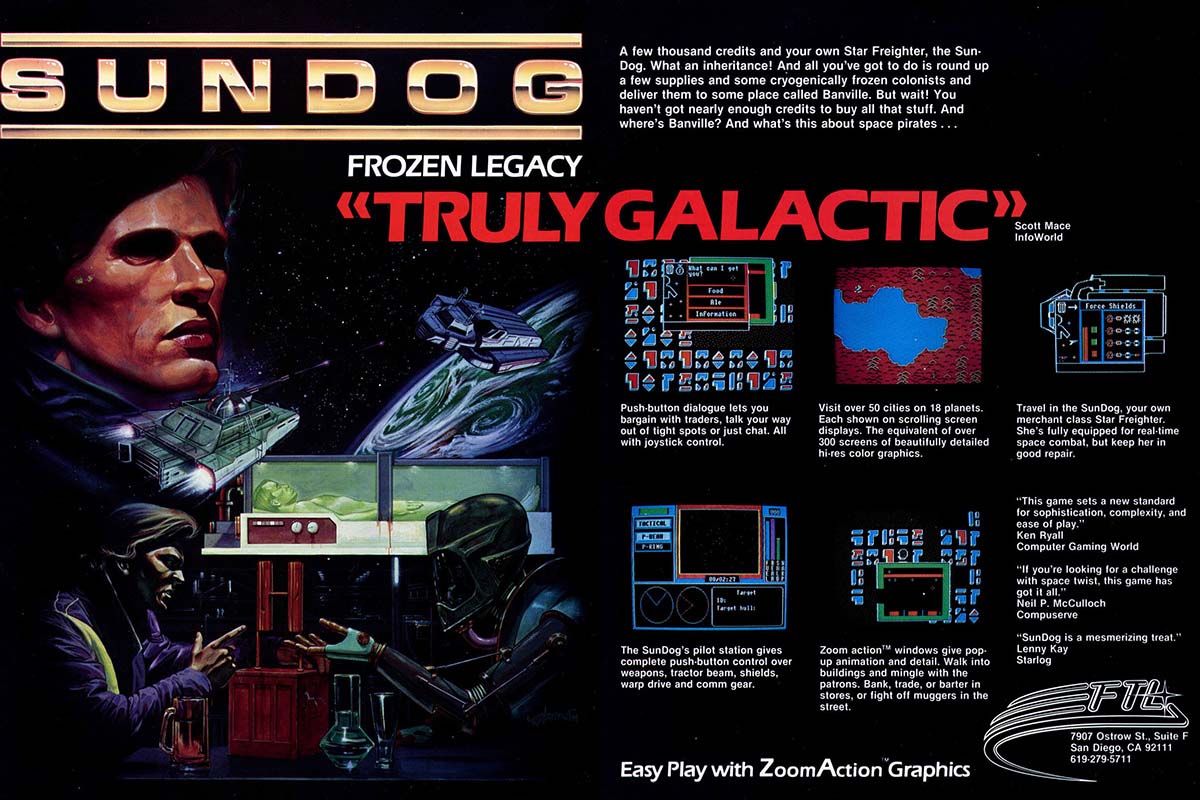 SUNDOG
FROZEN LEGACY
A few thousand credits and your own Star Freighter, the Sun-
Dog. What an inheritance! And all you've got to do is round up
a few supplies and some cryogenically frozen colonists and
deliver them to some place called Banville. But wait! You
haven't got nearly enough credits to buy all that stuff. And
where's Banville? And what's this about space pirates . . .
«TRULY GALACTIC»
Scott Mace
InfoWorld
What can I get
you?
Food
Ale
Information
Push-button dialogue lets you
bargain with traders, talk your way
out of tight spots or just chat. All
with joystick control.
Visit over 50 cities on 18 planets.
Each shown on scrolling screen
displays. The equivalent of over
300 screens of beautifully detailed
hi-res color graphics.
Force Shields
Travel in the SunDog, your own
merchant class Star Freighter.
She's fully equipped for real-time
space combat, but keep her in
good repair.
TACTICAL
P-BEAM
P-RING
00/02:27
Target
ID:
Target hull:
The SunDog's pilot station gives
complete push-button control over
weapons, tractor beam, shields,
warp drive and comm gear.
Zoom action™ windows give pop-
up animation and detail. Walk into
buildings and mingle with the
patrons. Bank, trade, or barter in
stores, or fight off muggers in the
street.
"This game sets a new standard
for sophistication, complexity, and
ease of play."
Ken Ryall
Computer Gaming World
"If you're looking for a challenge
with space twist, this game has
got it all."
Neil P. McCulloch
Compuserve
"SunDog is a mesmerizing treat."
Lenny Kay
Starlog
FTL
7907 Ostrow St., Suite F
San Diego, CA 92111
619-279-5711
Easy Play with ZoomAction™ Graphics